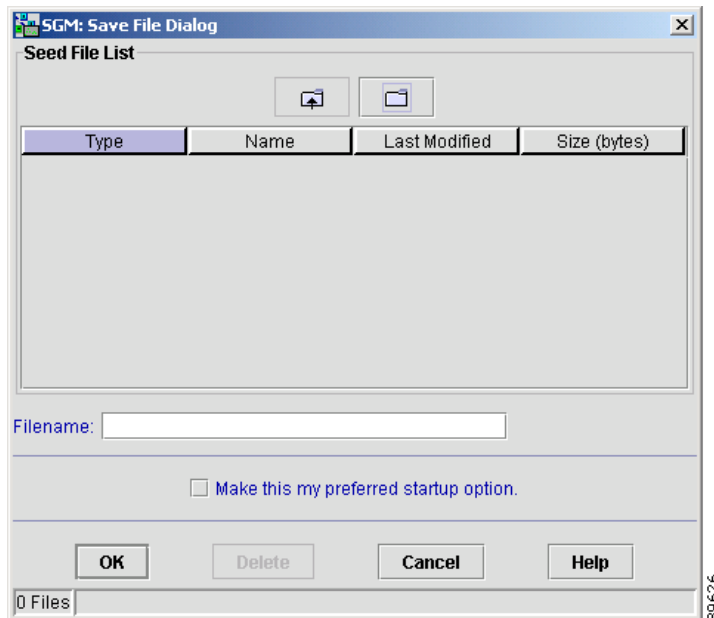 SGM: Save File Dialog
Seed File List
Type Name Last Modified Size (bytes)
Filename:
Make this my preferred startup option.
OK Delete Cancel Help
0 Files
89626